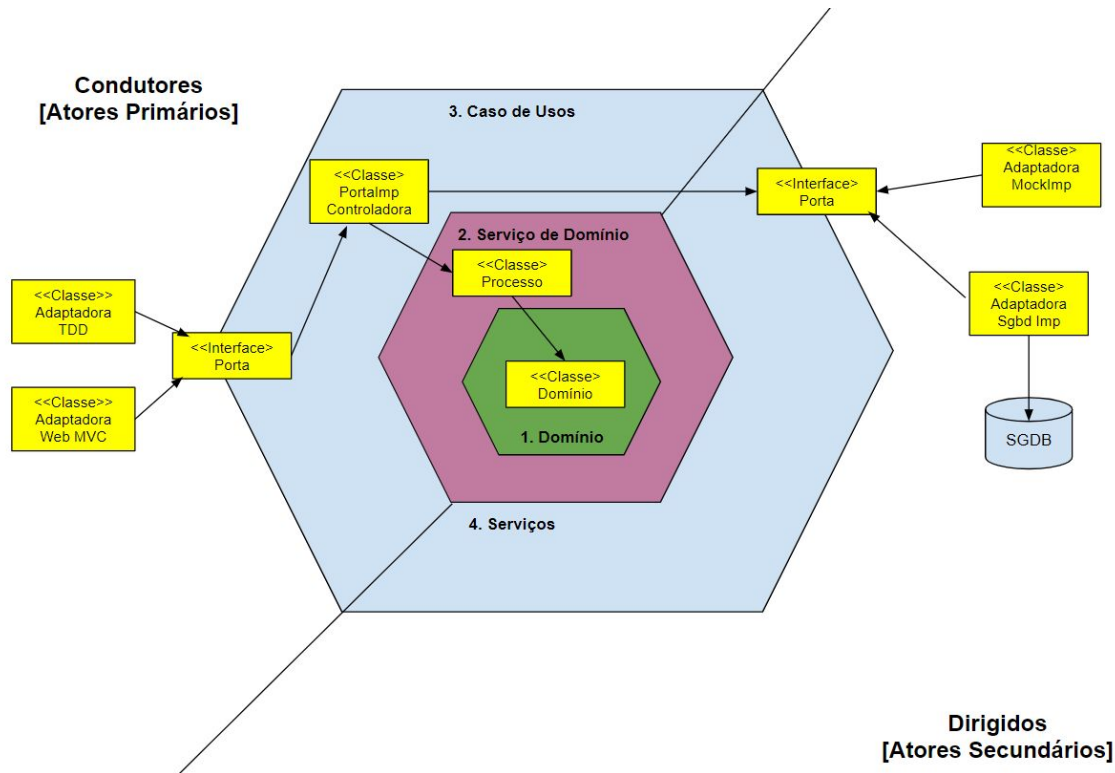 Condutores
[Atores Primários]
3. Caso de Usos
<<Classe>
PortaImp
Controladora
<<Interface>
Porta
<<Classe>
Adaptadora
MockImp
2. Serviço de Domínio
<<Classe>
Processo
<<Classe>>
Adaptadora
TDD
<<Interface>
Porta
<<Classe>
Adaptadora
Sgbd Imp
<<Classe>
Domínio
<<Classe>
Adaptadora
Web MVC
1. Domínio
SGDB
4. Serviços
Dirigidos
[Atores Secundários]